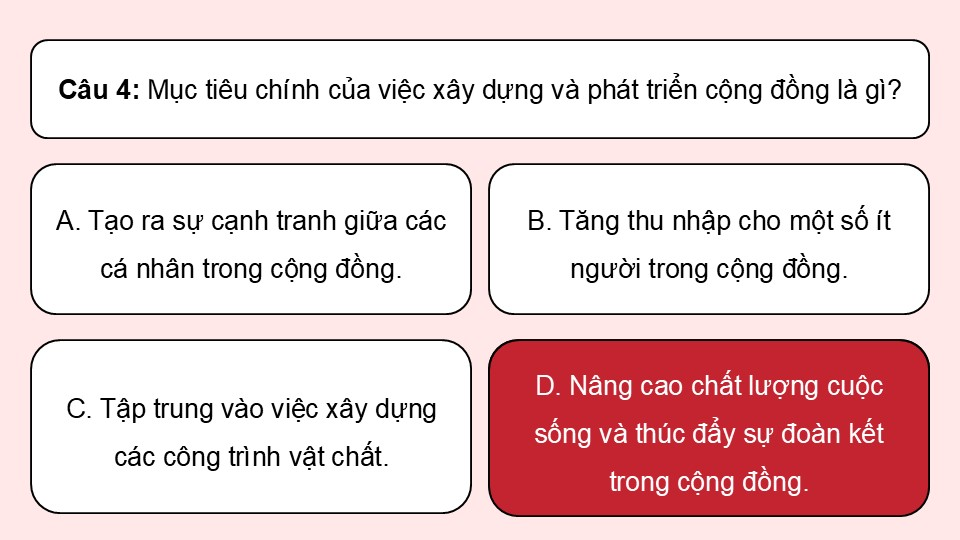 Câu 4: Mục tiêu chính của việc xây dựng và phát triển cộng đồng là gì?
A. Tạo ra sự cạnh tranh giữa các
cá nhân trong cộng đồng.
B. Tăng thu nhập cho một số ít
người trong cộng đồng.
C. Tập trung vào việc xây dựng
các công trình vật chất.
D. Nâng cao chất lượng cuộc
sống và thúc đẩy sự đoàn kết
trong cộng đồng.